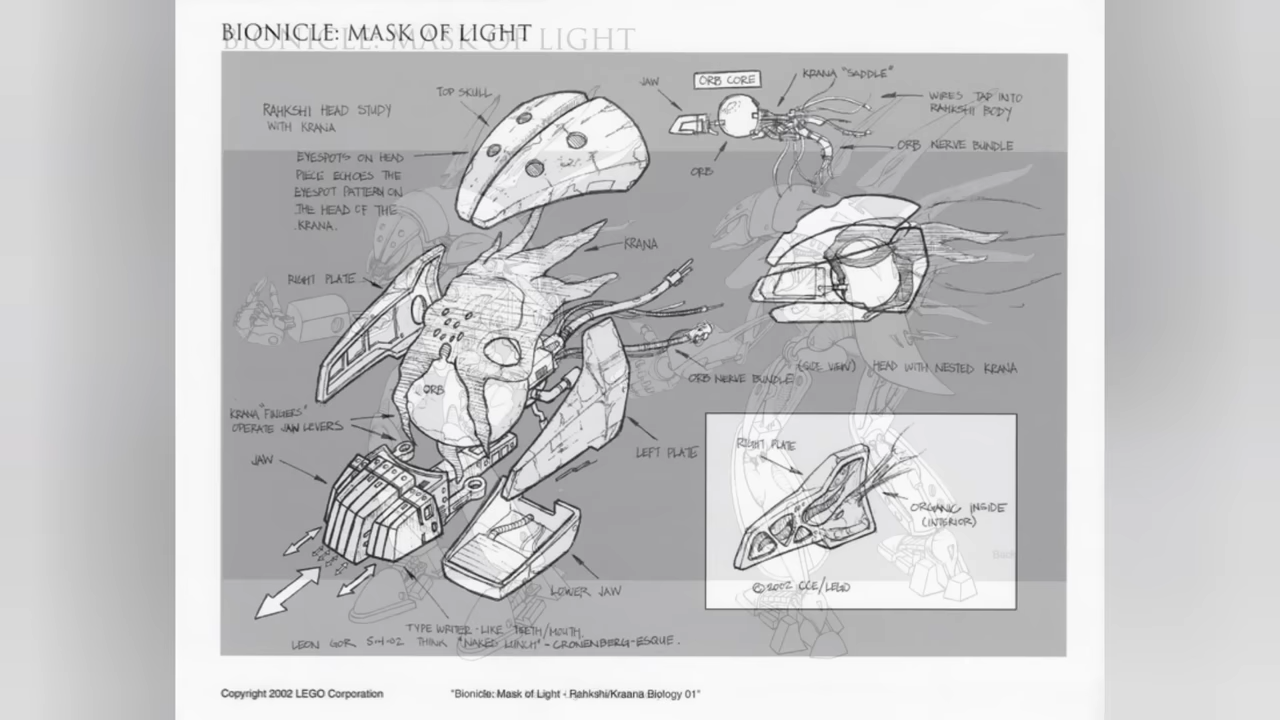 BIONICLE: MASK OF LIGHT
BIONICLE: MASK OF LIGHT
RAHKSHI HEAD STUDY
WITH KRANA
TOP SKULL
EYESPOTS ON HEAD
PIECE ECHOES THE
EYESPOT PATTERN ON
THE HEAD OF THE
KRANA.
JAW
ORB CORE
KRANA "SADDLE"
WIRES TAP INTO
RAHKSHI BODY
ORB NERVE BUNDLE
ORB
KRANA
RIGHT PLATE
ORB
ORB NERVE BUNDLE
(SIDE VIEW) HEAD WITH NESTED KRANA
KRANA "FINGERS"
OPERATE JAW LEVERS
JAW
LEFT PLATE
RIGHT PLATE
ORGANIC INSIDE
(INTERIOR)
© 2002 CCE/LEGO
LOWER JAW
TYPE WRITER-LIKE TEETH/MOUTH.
LEON GOR 5-4-02 THINK "NAKED LUNCH" - CRONENBERG-ESQUE.
Copyright 2002 LEGO Corporation
"Bionicle: Mask of Light - Rahkshi/Kraana Biology 01"